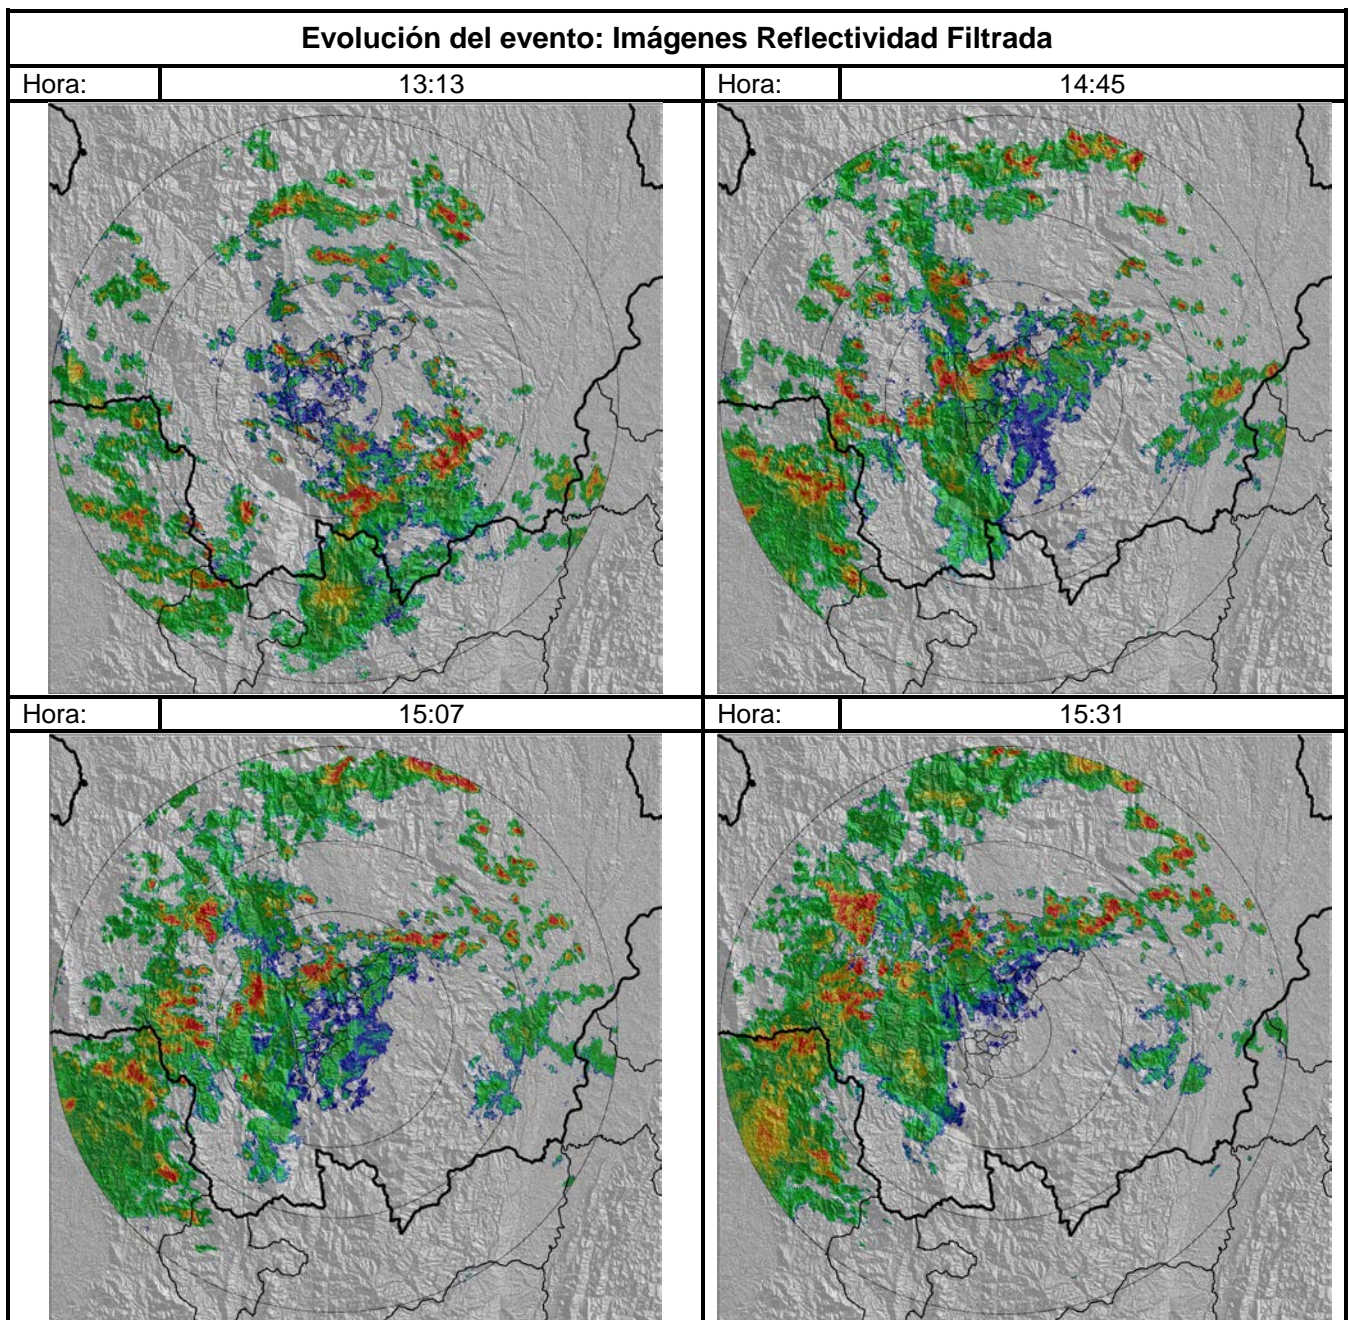 Evolución del evento: Imágenes Reflectividad Filtrada
Hora: 13:13 Hora: 14:45
Hora: 15:07 Hora: 15:31